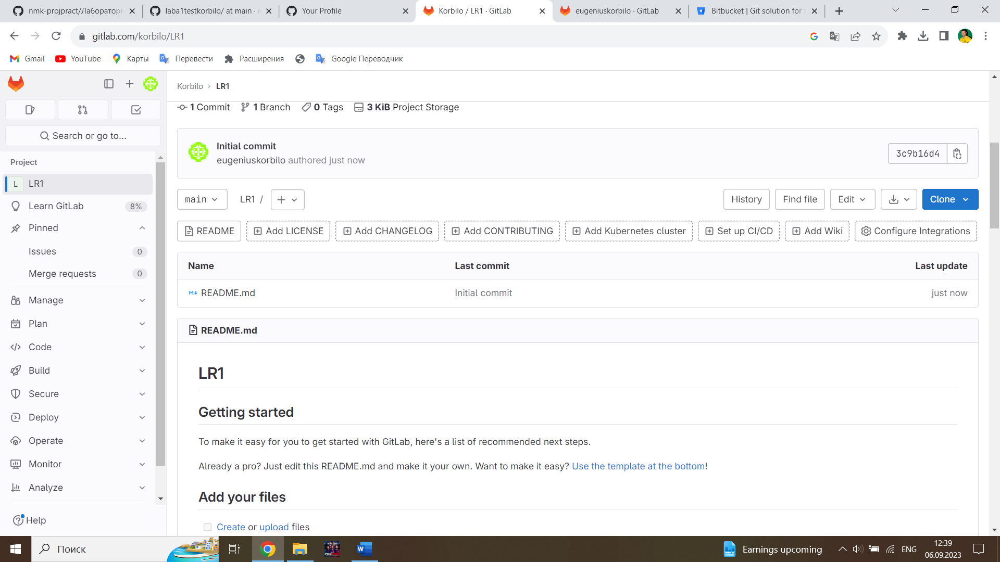 nmk-projpract/Лаборатор
laba1testkorbilo/ at main ·
Your Profile
Korbilo / LR1 · GitLab
eugeniuskorbilo · GitLab
Bitbucket | Git solution for
gitlab.com/korbilo/LR1
Gmail
YouTube
Карты
Перевести
Расширения
Google Переводчик
Korbilo › LR1
1 Commit
1 Branch
0 Tags
3 KiB Project Storage
Search or go to...
Initial commit
eugeniuskorbilo authored just now
3c9b16d4
Project
L LR1
Learn GitLab 8%
Pinned
Issues 0
Merge requests 0
Manage
Plan
Code
Build
Secure
Deploy
Operate
Monitor
Analyze
Help
main
LR1 /
History
Find file
Edit
Clone
README
Add LICENSE
Add CHANGELOG
Add CONTRIBUTING
Add Kubernetes cluster
Set up CI/CD
Add Wiki
Configure Integrations
Name Last commit Last update
README.md Initial commit just now
README.md
LR1
Getting started
To make it easy for you to get started with GitLab, here's a list of recommended next steps.
Already a pro? Just edit this README.md and make it your own. Want to make it easy? Use the template at the bottom!
Add your files
Create or upload files
Поиск
Earnings upcoming
ENG
12:39
06.09.2023